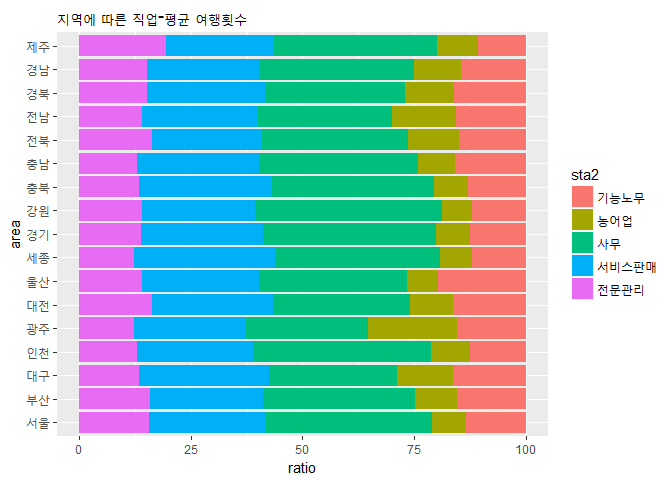 지역에 따른 직업-평균 여행횟수
제주
경남
경북
전남
전북
충남
충북
강원
경기
세종
울산
대전
광주
인천
대구
부산
서울
area
0 25 50 75 100
ratio
sta2
기능노무
농어업
사무
서비스판매
전문관리